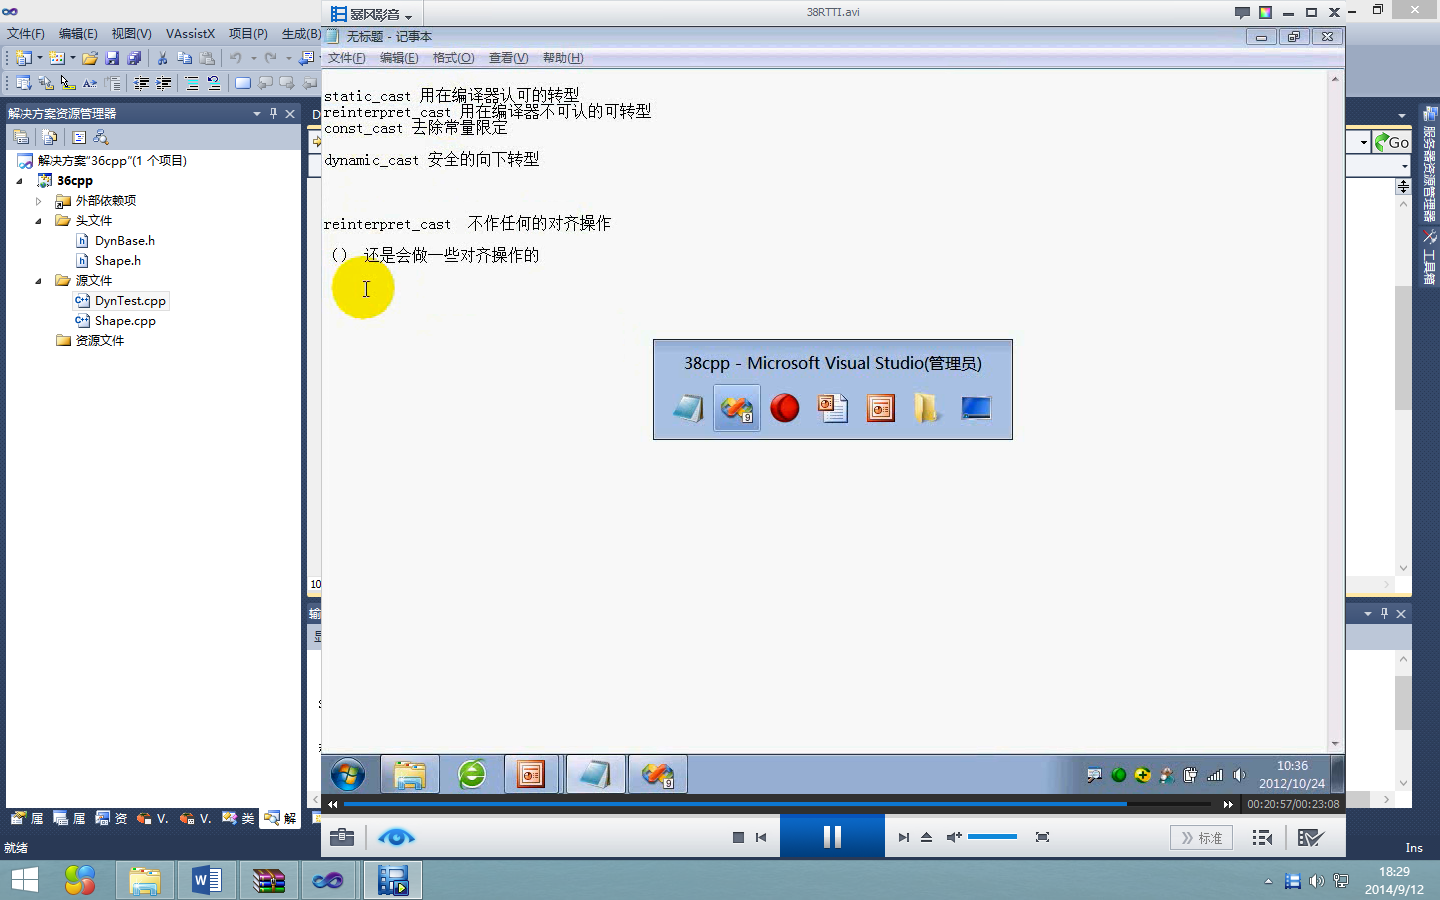 暴风影音
38RTTI.avi
文件(F) 编辑(E) 视图(V) VAssistX 项目(P) 生成(B)
无标题 - 记事本
文件(F) 编辑(E) 格式(O) 查看(V) 帮助(H)
解决方案资源管理器
解决方案"36cpp"(1 个项目)
36cpp
外部依赖项
头文件
DynBase.h
Shape.h
源文件
DynTest.cpp
Shape.cpp
资源文件
static_cast 用在编译器认可的转型
reinterpret_cast 用在编译器不可认的可转型
const_cast 去除常量限定
dynamic_cast 安全的向下转型
reinterpret_cast 不作任何的对齐操作
() 还是会做一些对齐操作的
38cpp - Microsoft Visual Studio(管理员)
9
Go
服务器资源管理器
工具箱
10
9
10:36
2012/10/24
00:20:57/00:23:08
标准
属 属 资 V. V. 类 解
就绪
Ins
18:29
2014/9/12